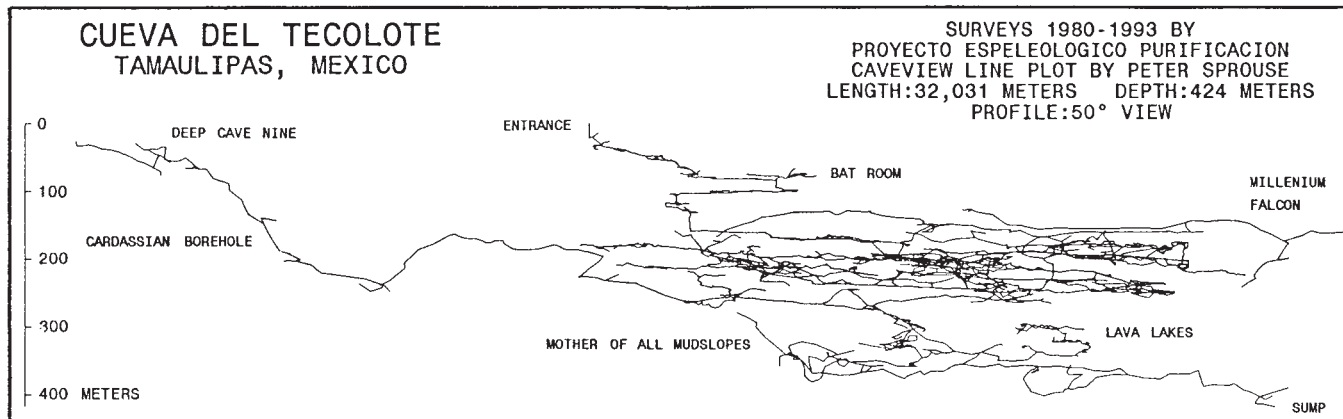 CUEVA DEL TECOLOTE
TAMAULIPAS, MEXICO
SURVEYS 1980-1993 BY
PROYECTO ESPELEOLOGICO PURIFICACION
CAVEVIEW LINE PLOT BY PETER SPROUSE
LENGTH:32,031 METERS DEPTH:424 METERS
PROFILE:50° VIEW
0
DEEP CAVE NINE
ENTRANCE
BAT ROOM
100
MILLENIUM
FALCON
CARDASSIAN BOREHOLE
200
300
MOTHER OF ALL MUDSLOPES
LAVA LAKES
400 METERS
SUMP